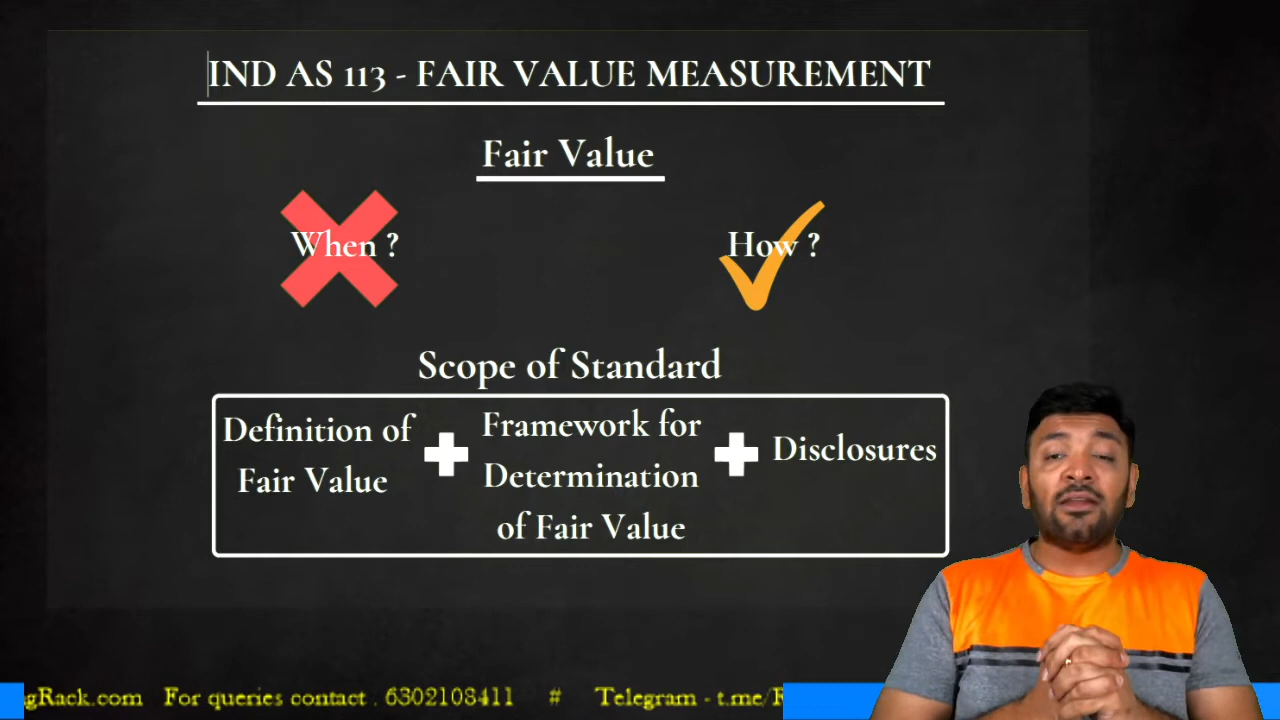 IND AS 113 - FAIR VALUE MEASUREMENT
Fair Value
When ?
How ?
Scope of Standard
Definition of
Fair Value
Framework for
Determination
of Fair Value
Disclosures
gRack.com For queries contact . 6302108411 # Telegram - t.me/R